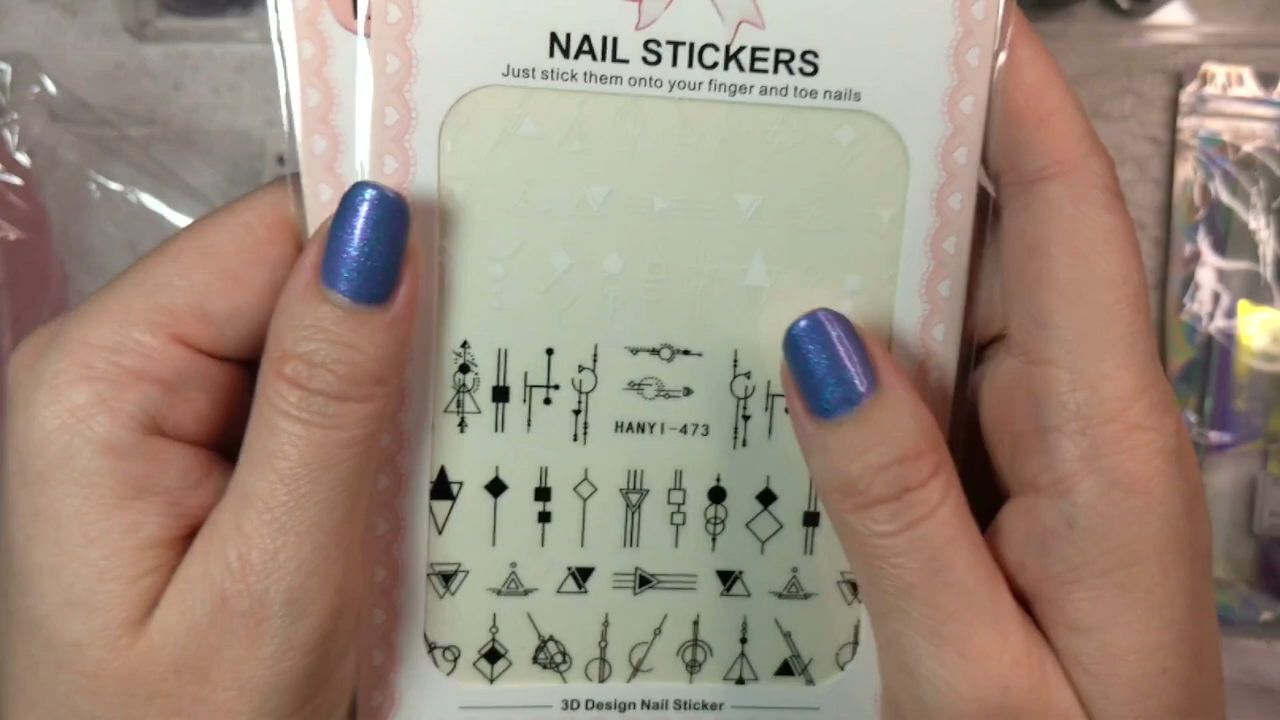 NAIL STICKERS
Just stick them onto your finger and toe nails
HANYI-473
3D Design Nail Sticker